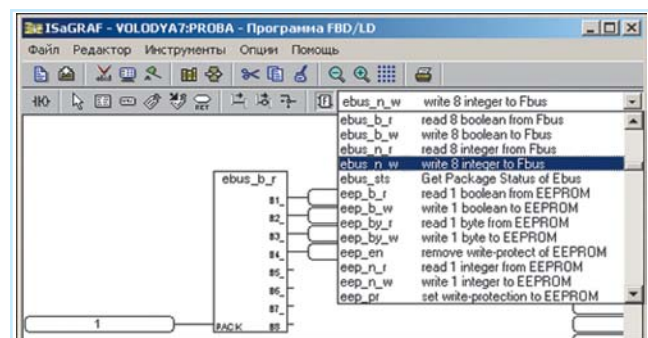 ISaGRAF - VOLODYA7:PROBA - Программа FBD/LD
Файл Редактор Инструменты Опции Помощь
RET
ebus_n_w write 8 integer to Fbus
ebus_b_r read 8 boolean from Fbus
ebus_b_w write 8 boolean to Fbus
ebus_n_r read 8 integer from Fbus
ebus_n_w write 8 integer to Fbus
ebus_sts Get Package Status of Ebus
eep_b_r read 1 boolean from EEPROM
eep_b_w write 1 boolean to EEPROM
eep_by_r read 1 byte from EEPROM
eep_by_w write 1 byte to EEPROM
eep_en remove write-protect of EEPROM
eep_n_r read 1 integer from EEPROM
eep_n_w write 1 integer to EEPROM
eep_pr set write-protection to EEPROM
ebus_b_r
B1_
B2_
B3_
B4_
B5_
B6_
B7_
1
PACK B8_